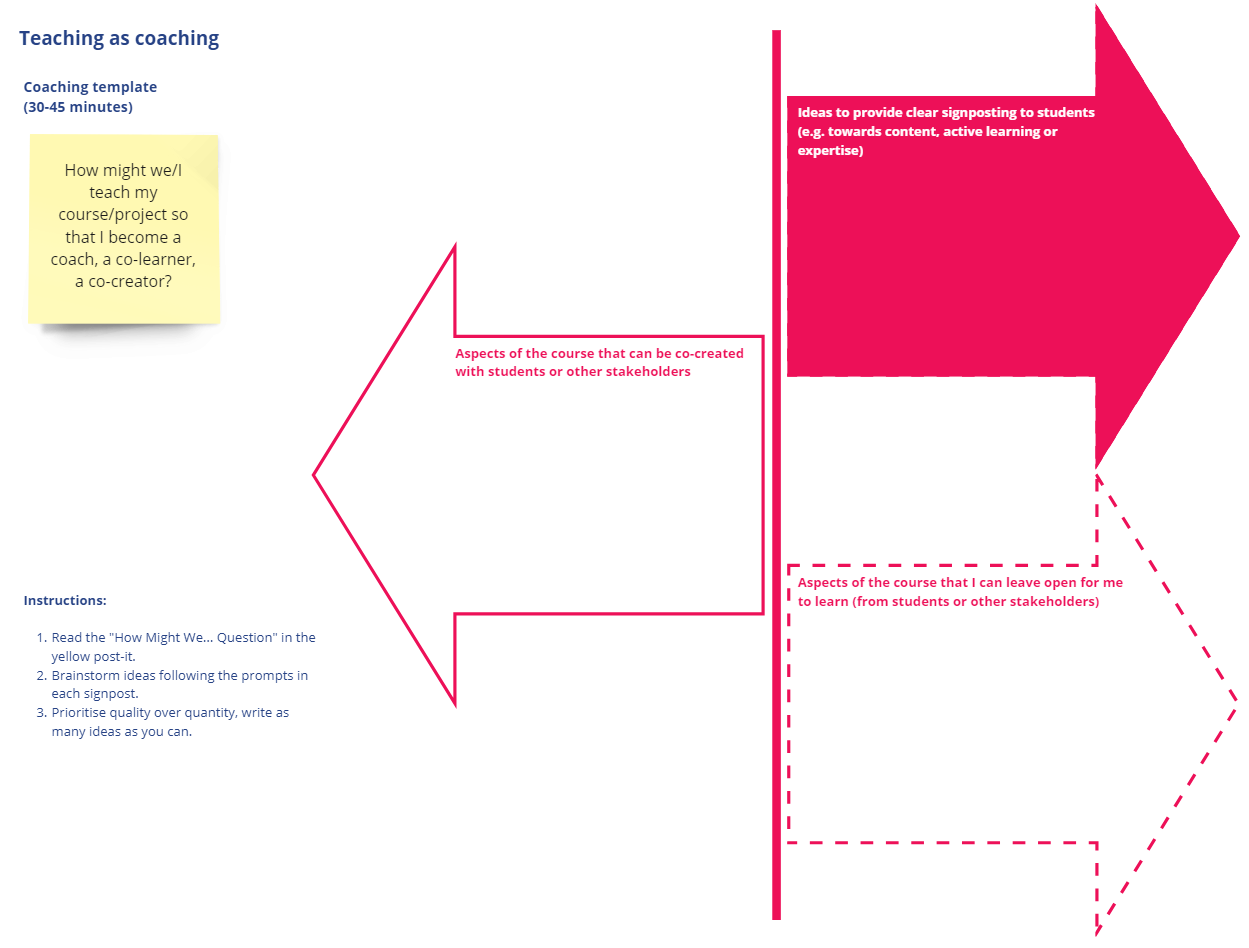 Teaching as coaching
Coaching template
(30-45 minutes)
How might we/I
teach my
course/project so
that I become a
coach, a co-learner,
a co-creator?
Ideas to provide clear signposting to students
(e.g. towards content, active learning or
expertise)
Aspects of the course that can be co-created
with students or other stakeholders
Aspects of the course that I can leave open for me
to learn (from students or other stakeholders)
Instructions:
1. Read the "How Might We... Question" in the
yellow post-it.
2. Brainstorm ideas following the prompts in
each signpost.
3. Prioritise quality over quantity, write as
many ideas as you can.